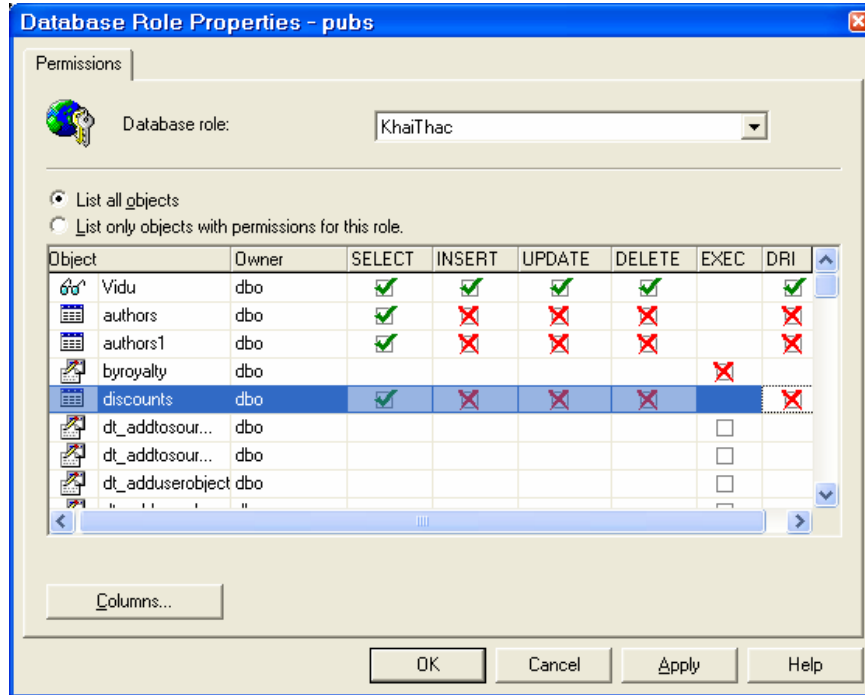 Database Role Properties - pubs
Permissions
Database role: KhaiThac
List all objects
List only objects with permissions for this role.
Object Owner SELECT INSERT UPDATE DELETE EXEC DRI
Vidu dbo
authors dbo
authors1 dbo
byroyalty dbo
discounts dbo
dt_addtosour... dbo
dt_addtosour... dbo
dt_adduserobject dbo
Columns...
OK Cancel Apply Help